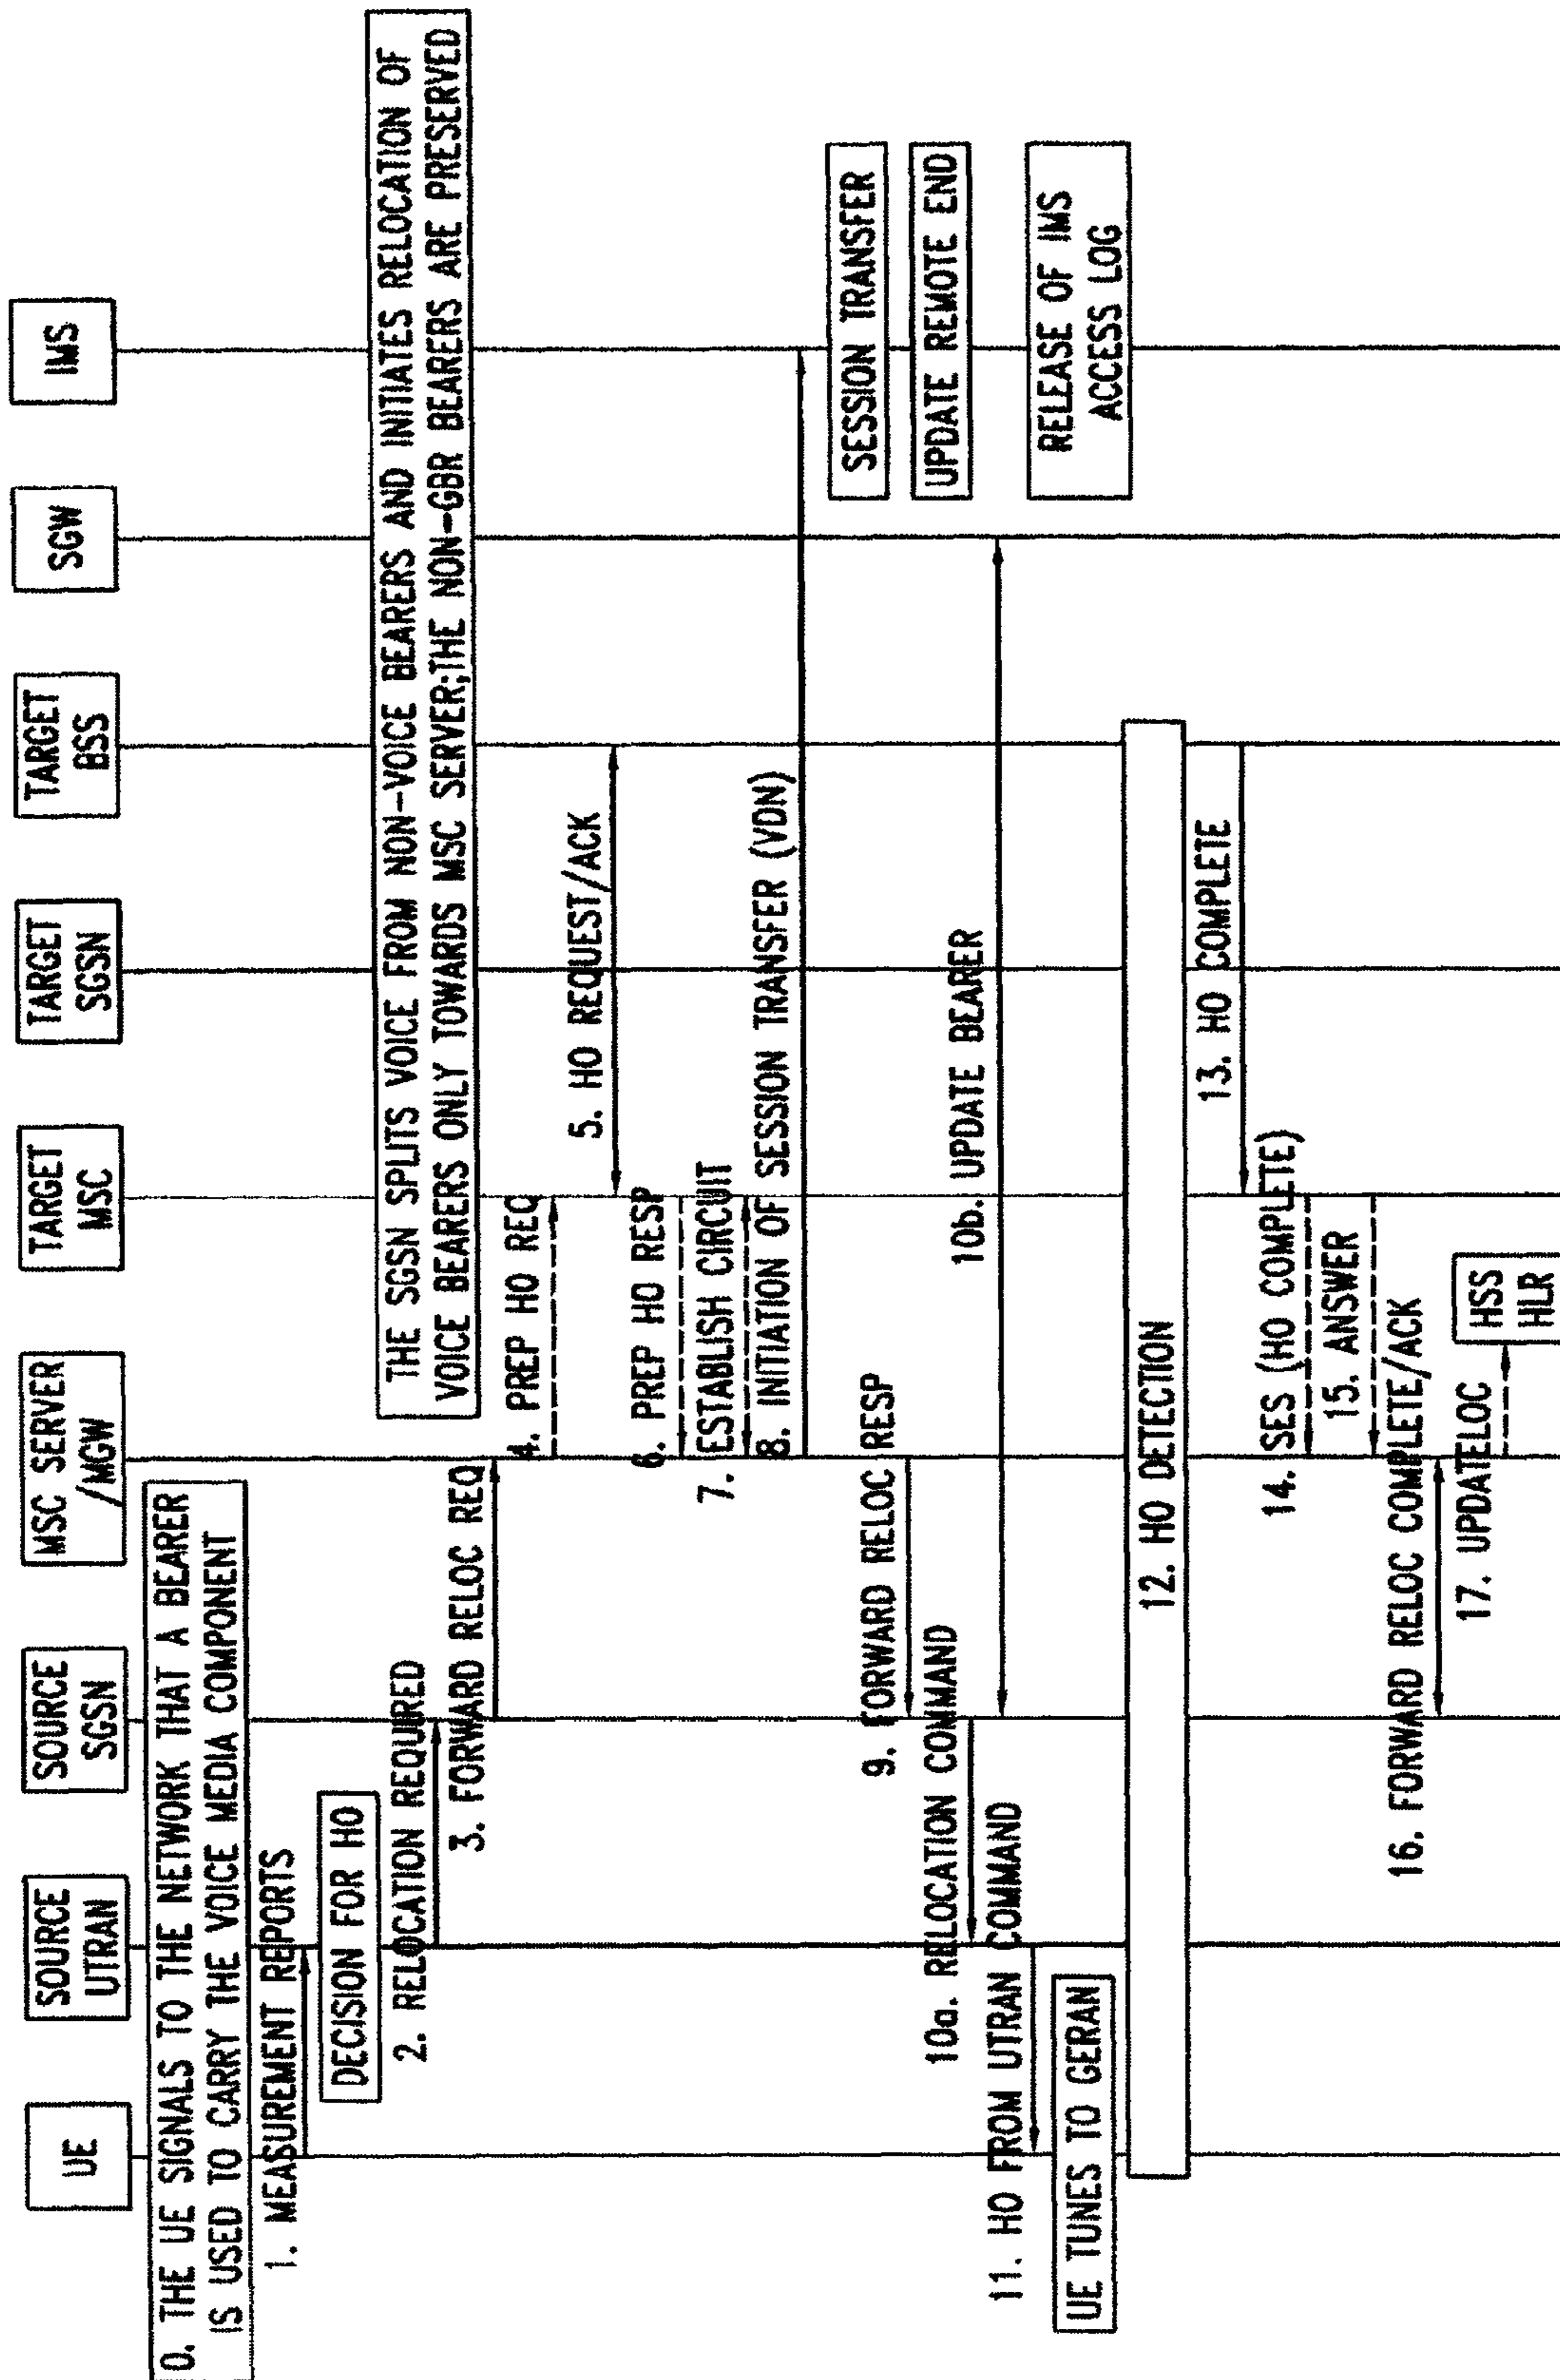 UE
SOURCE
UTRAN
SOURCE
SGSN
MSC SERVER
/MGW
TARGET
MSC
TARGET
SGSN
TARGET
BSS
SGW
IMS
0. THE UE SIGNALS TO THE NETWORK THAT A BEARER
IS USED TO CARRY THE VOICE MEDIA COMPONENT
1. MEASUREMENT REPORTS
DECISION FOR HO
THE SGSN SPLITS VOICE FROM NON-VOICE BEARERS AND INITIATES RELOCATION OF
VOICE BEARERS ONLY TOWARDS MSC SERVER;THE NON-GBR BEARERS ARE PRESERVED
2. RELOCATION REQUIRED
3. FORWARD RELOC REQ
4. PREP HO REQ
5. HO REQUEST/ACK
6. PREP HO RESP
7. ESTABLISH CIRCUIT
8. INITIATION OF SESSION TRANSFER (VDN)
SESSION TRANSFER
9. FORWARD RELOC RESP
UPDATE REMOTE END
10a. RELOCATION COMMAND
10b. UPDATE BEARER
11. HO FROM UTRAN COMMAND
RELEASE OF IMS
ACCESS LOG
UE TUNES TO GERAN
12. HO DETECTION
13. HO COMPLETE
14. SES (HO COMPLETE)
15. ANSWER
16. FORWARD RELOC COMPLETE/ACK
17. UPDATELOC
HSS
HLR